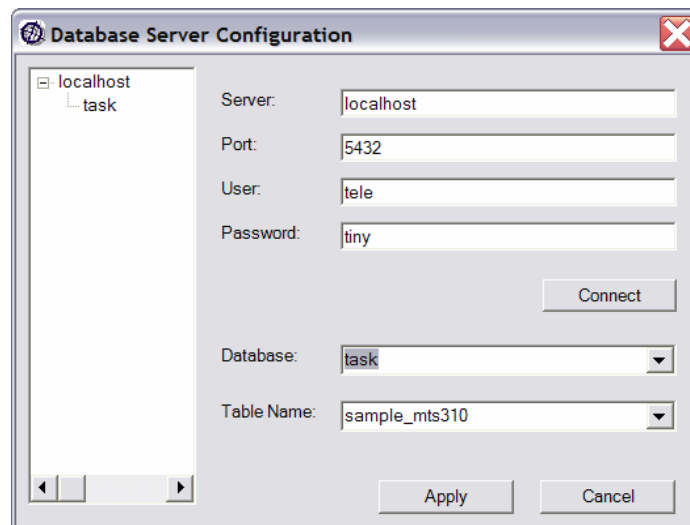 Database Server Configuration
localhost
task
Server: localhost
Port: 5432
User: tele
Password: tiny
Connect
Database: task
Table Name: sample_mts310
Apply Cancel